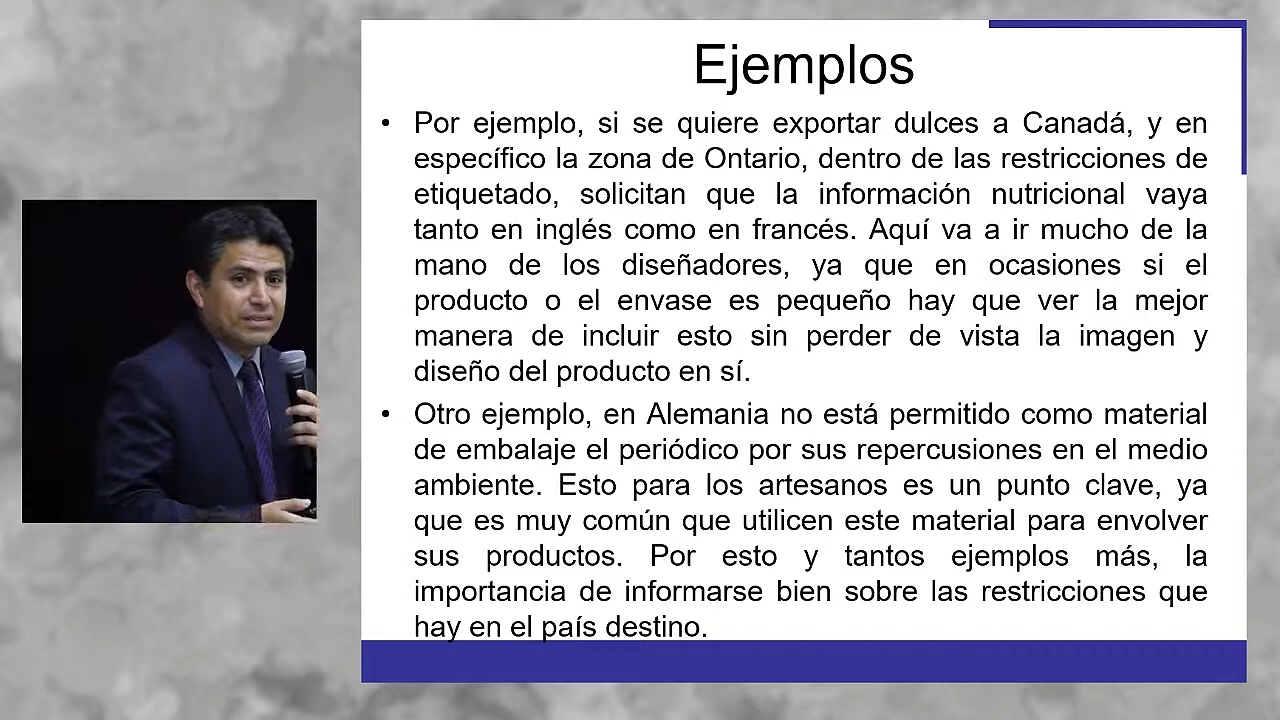 Ejemplos
• Por ejemplo, si se quiere exportar dulces a Canadá, y en
específico la zona de Ontario, dentro de las restricciones de
etiquetado, solicitan que la información nutricional vaya
tanto en inglés como en francés. Aquí va a ir mucho de la
mano de los diseñadores, ya que en ocasiones si el
producto o el envase es pequeño hay que ver la mejor
manera de incluir esto sin perder de vista la imagen y
diseño del producto en sí.
• Otro ejemplo, en Alemania no está permitido como material
de embalaje el periódico por sus repercusiones en el medio
ambiente. Esto para los artesanos es un punto clave, ya
que es muy común que utilicen este material para envolver
sus productos. Por esto y tantos ejemplos más, la
importancia de informarse bien sobre las restricciones que
hay en el país destino.